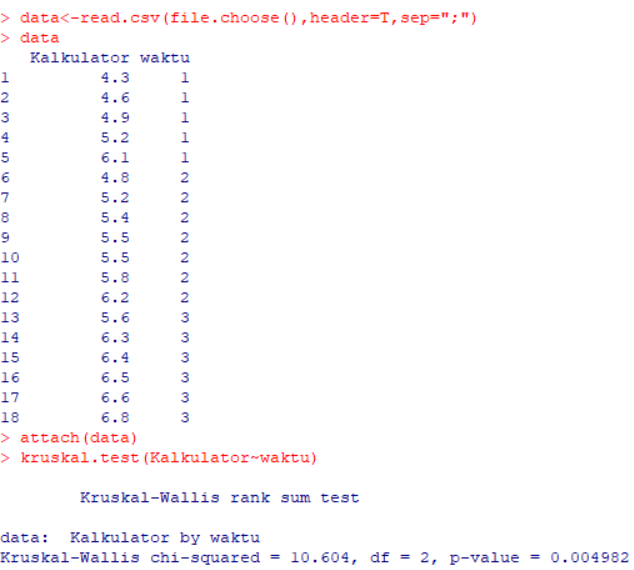 > data<-read.csv(file.choose(),header=T,sep=";")
> data
   Kalkulator waktu
1         4.3     1
2         4.6     1
3         4.9     1
4         5.2     1
5         6.1     1
6         4.8     2
7         5.2     2
8         5.4     2
9         5.5     2
10        5.5     2
11        5.8     2
12        6.2     2
13        5.6     3
14        6.3     3
15        6.4     3
16        6.5     3
17        6.6     3
18        6.8     3
> attach(data)
> kruskal.test(Kalkulator~waktu)
        Kruskal-Wallis rank sum test
data:  Kalkulator by waktu
Kruskal-Wallis chi-squared = 10.604, df = 2, p-value = 0.004982